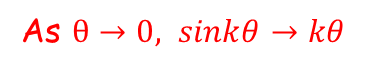 As θ → 0, sinkθ → kθ